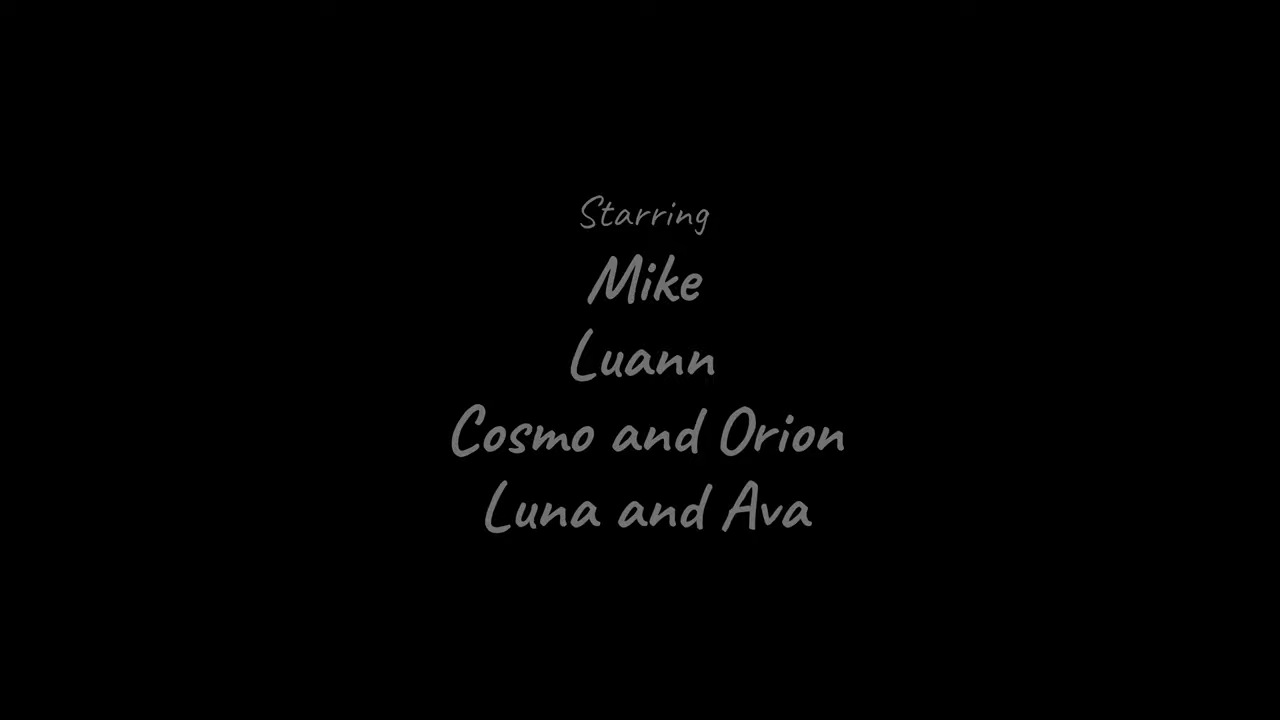 Starring
Mike
Luann
Cosmo and Orion
Luna and Ava